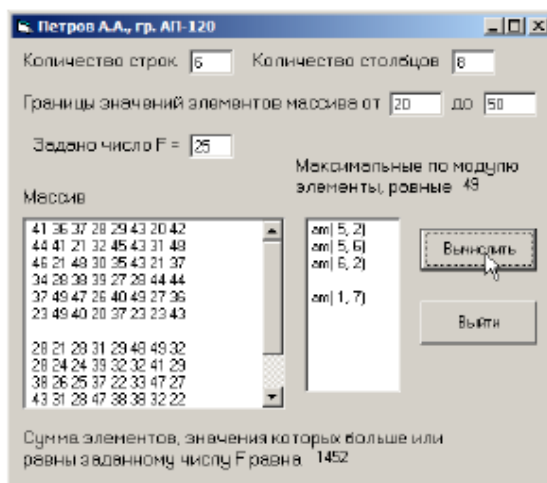 Петров А.А., гр. АП-120
Количество строк 6 Количество столбцов 8
Границы значений элементов массива от 20 до 50
Задано число F = 25
Максимальные по модулю
элементы, равные 49
Массив
41 36 37 28 29 43 20 42
44 41 21 32 45 43 31 48
46 21 48 30 35 43 21 37
34 28 38 39 27 28 44 44
37 49 47 26 40 49 27 36
23 49 40 20 37 23 23 43
28 21 28 31 29 48 49 32
28 24 24 39 32 32 41 29
38 26 25 37 22 33 47 27
43 31 28 47 38 38 32 22
am( 5, 2)
am( 5, 6)
am( 6, 2)
am( 1, 7)
Вычислить
Выйти
Сумма элементов, значения которых больше или
равны заданному числу F равна 1452